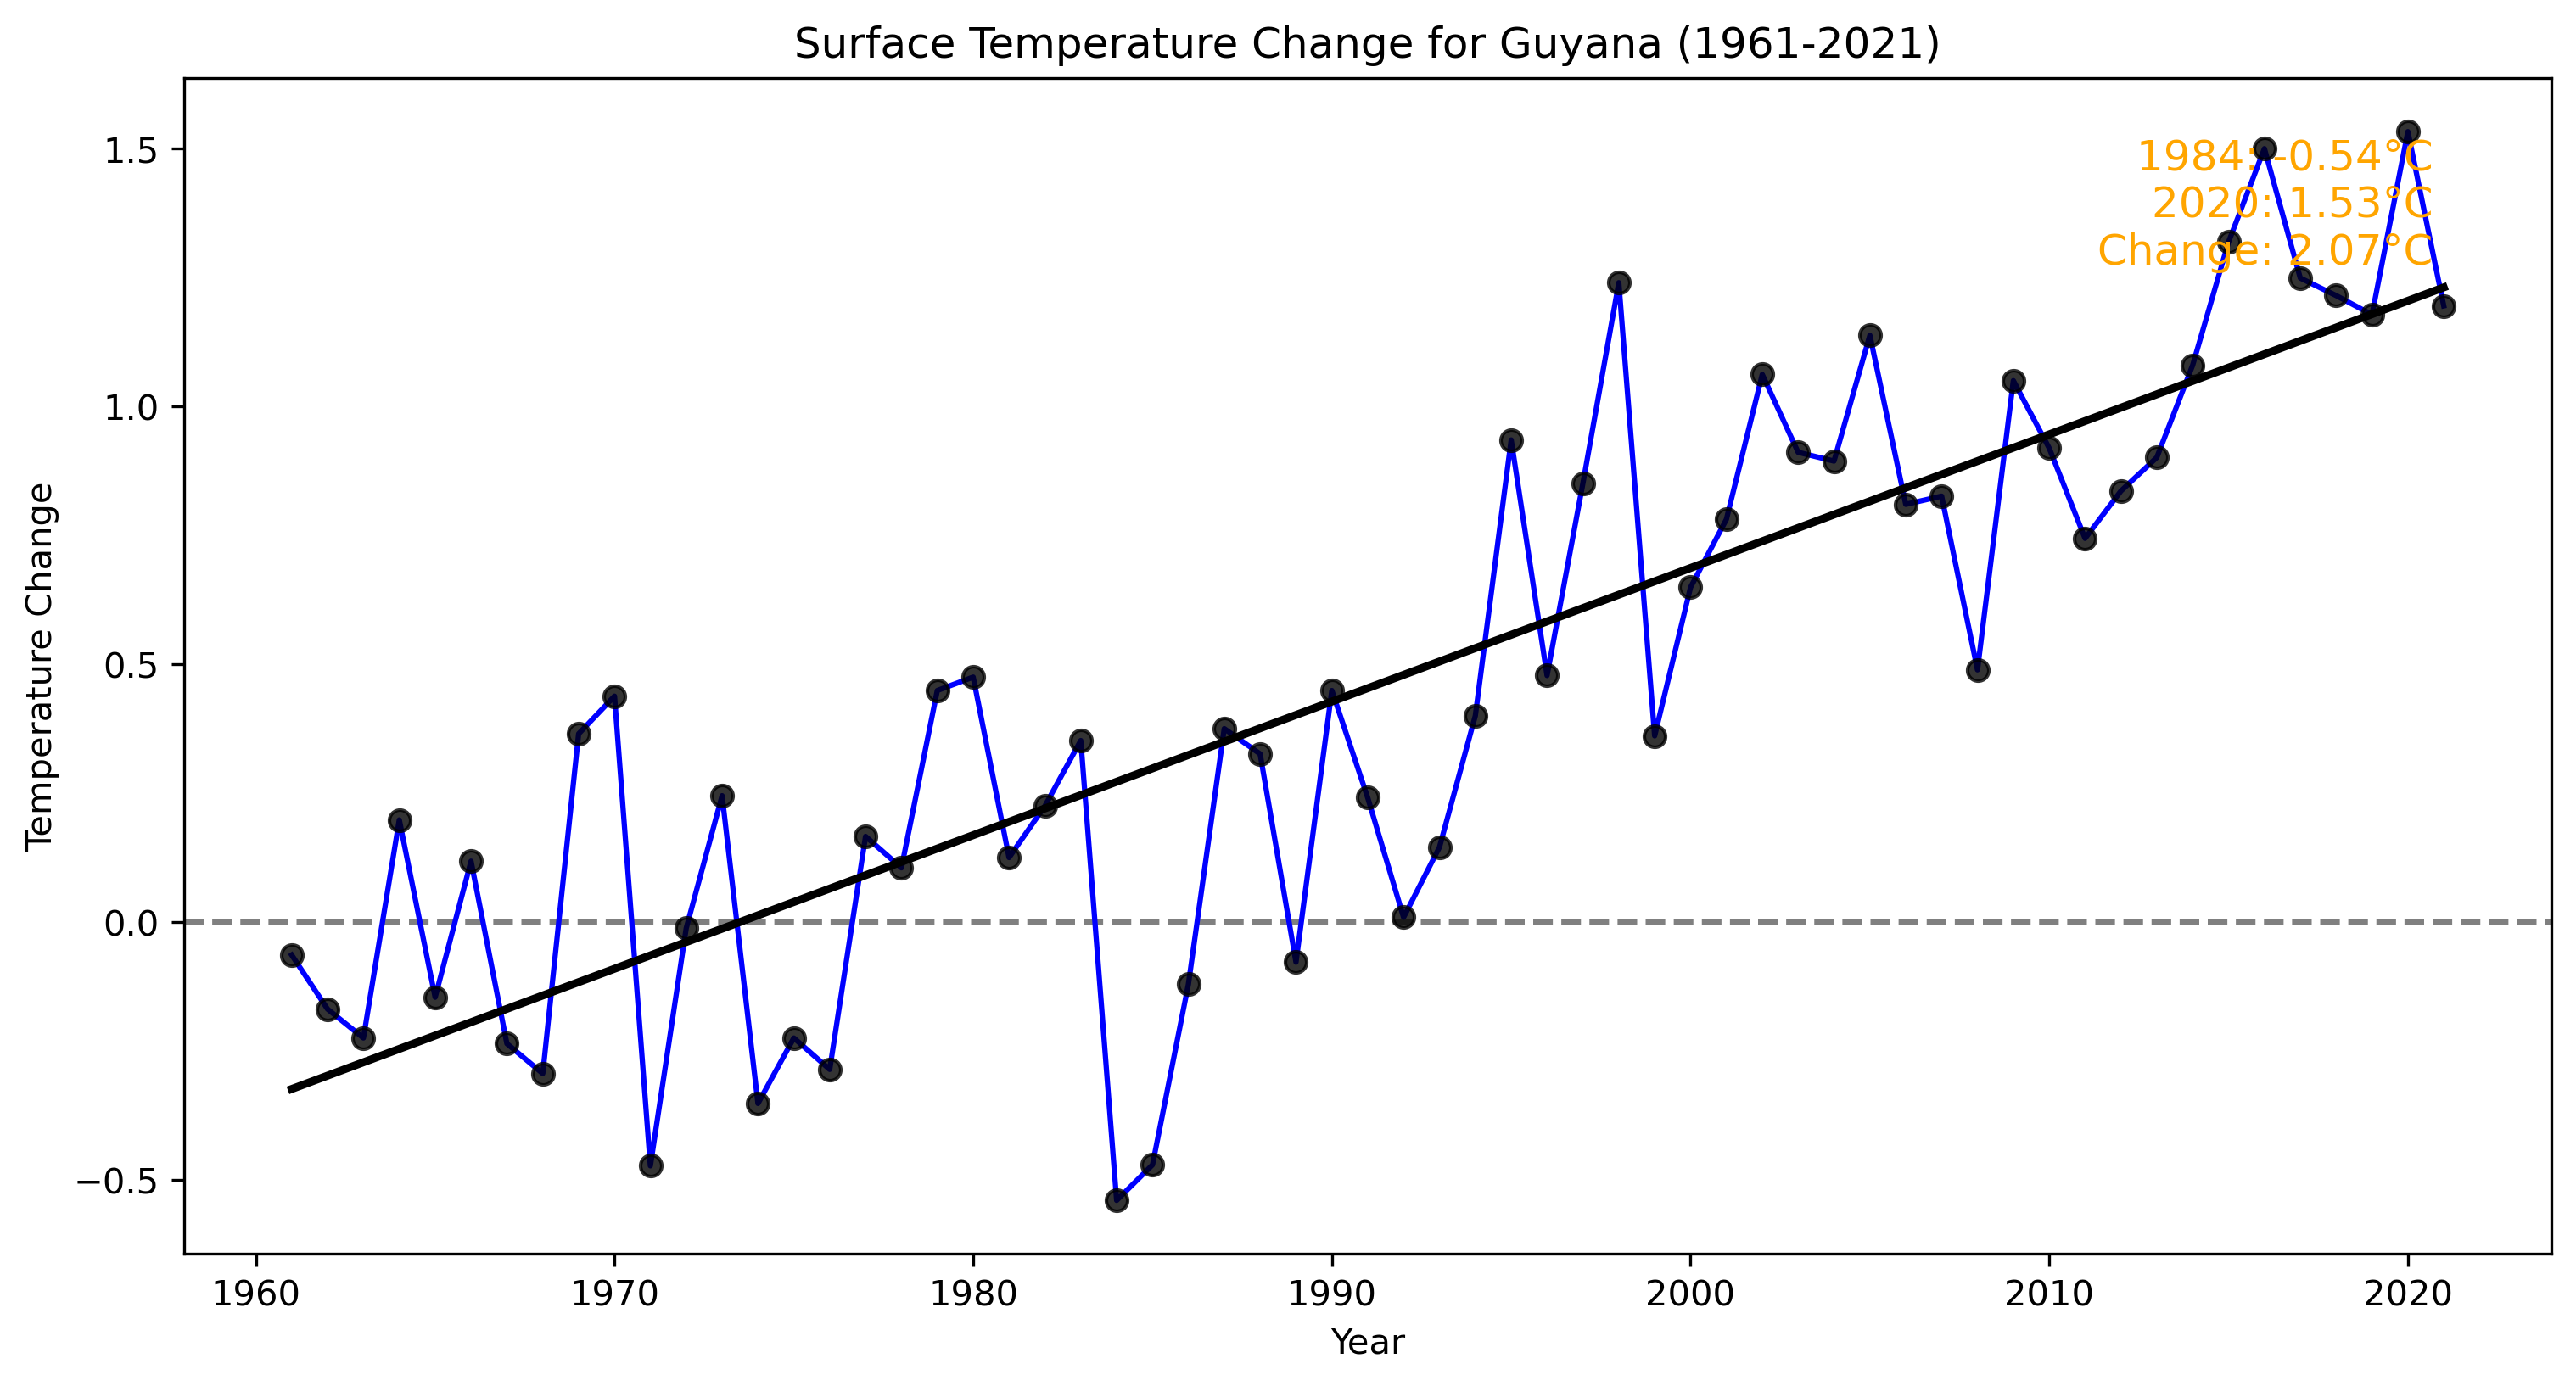 Surface Temperature Change for Guyana (1961-2021)
1984: -0.54°C
2020: 1.53°C
Change: 2.07°C
Temperature Change
1.5
1.0
0.5
0.0
−0.5
1960 1970 1980 1990 2000 2010 2020
Year